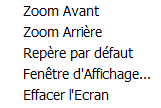 Zoom Avant
Zoom Arrière
Repère par défaut
Fenêtre d'Affichage...
Effacer l'Ecran